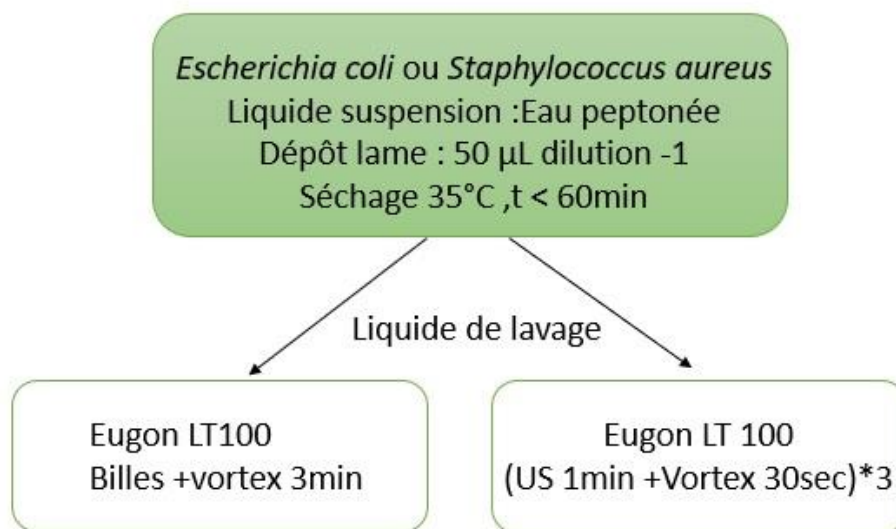 Escherichia coli ou Staphylococcus aureus
Liquide suspension :Eau peptonée
Dépôt lame : 50 µL dilution -1
Séchage 35°C ,t < 60min
Liquide de lavage
Eugon LT100
Billes +vortex 3min
Eugon LT 100
(US 1min +Vortex 30sec)*3